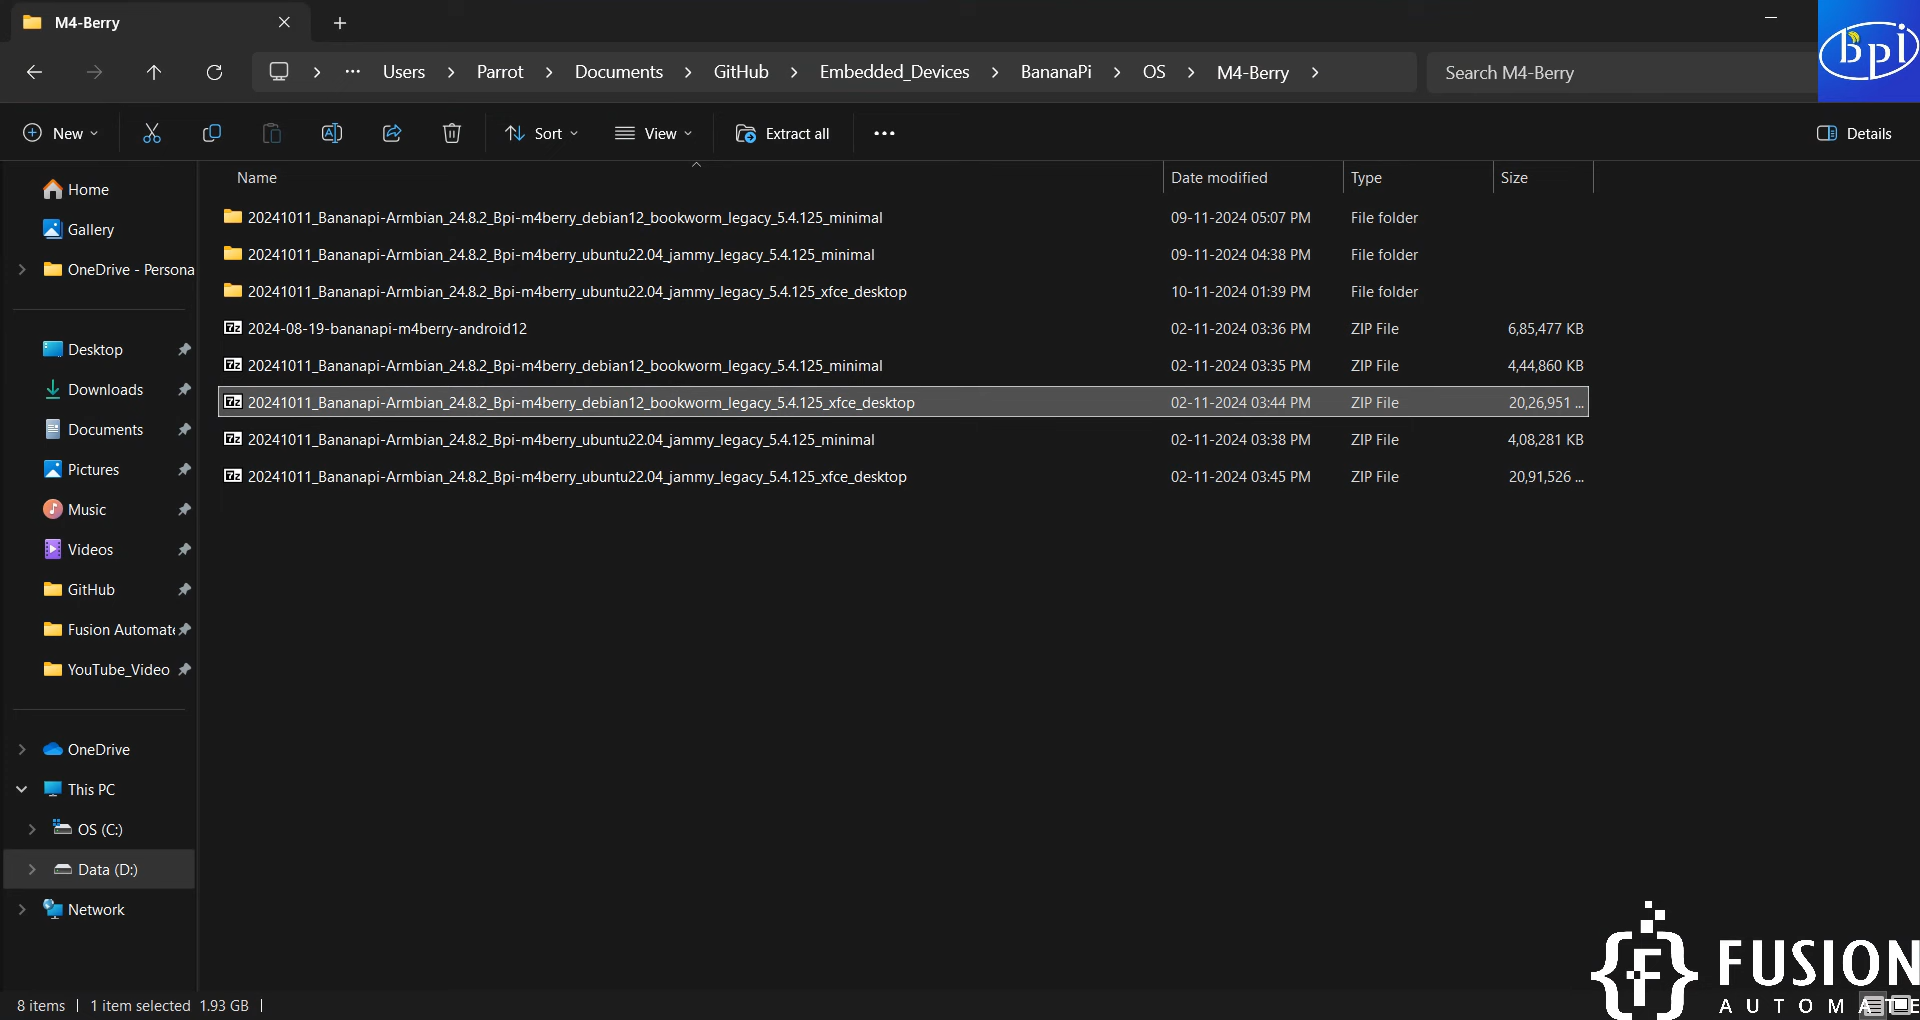 M4-Berry
Users > Parrot > Documents > GitHub > Embedded_Devices > BananaPi > OS > M4-Berry >
Search M4-Berry
bpi
New
Sort
View
Extract all
Details
Name
Date modified
Type
Size
20241011_Bananapi-Armbian_24.8.2_Bpi-m4berry_debian12_bookworm_legacy_5.4.125_minimal 09-11-2024 05:07 PM File folder
20241011_Bananapi-Armbian_24.8.2_Bpi-m4berry_ubuntu22.04_jammy_legacy_5.4.125_minimal 09-11-2024 04:38 PM File folder
20241011_Bananapi-Armbian_24.8.2_Bpi-m4berry_ubuntu22.04_jammy_legacy_5.4.125_xfce_desktop 10-11-2024 01:39 PM File folder
2024-08-19-bananapi-m4berry-android12 02-11-2024 03:36 PM ZIP File 6,85,477 KB
20241011_Bananapi-Armbian_24.8.2_Bpi-m4berry_debian12_bookworm_legacy_5.4.125_minimal 02-11-2024 03:35 PM ZIP File 4,44,860 KB
20241011_Bananapi-Armbian_24.8.2_Bpi-m4berry_debian12_bookworm_legacy_5.4.125_xfce_desktop 02-11-2024 03:44 PM ZIP File 20,26,951 ...
20241011_Bananapi-Armbian_24.8.2_Bpi-m4berry_ubuntu22.04_jammy_legacy_5.4.125_minimal 02-11-2024 03:38 PM ZIP File 4,08,281 KB
20241011_Bananapi-Armbian_24.8.2_Bpi-m4berry_ubuntu22.04_jammy_legacy_5.4.125_xfce_desktop 02-11-2024 03:45 PM ZIP File 20,91,526 ...
Home
Gallery
OneDrive - Persona
Desktop
Downloads
Documents
Pictures
Music
Videos
GitHub
Fusion Automate
YouTube_Video
OneDrive
This PC
OS (C:)
Data (D:)
Network
8 items | 1 item selected 1.93 GB |
FUSION
AUTOMATE